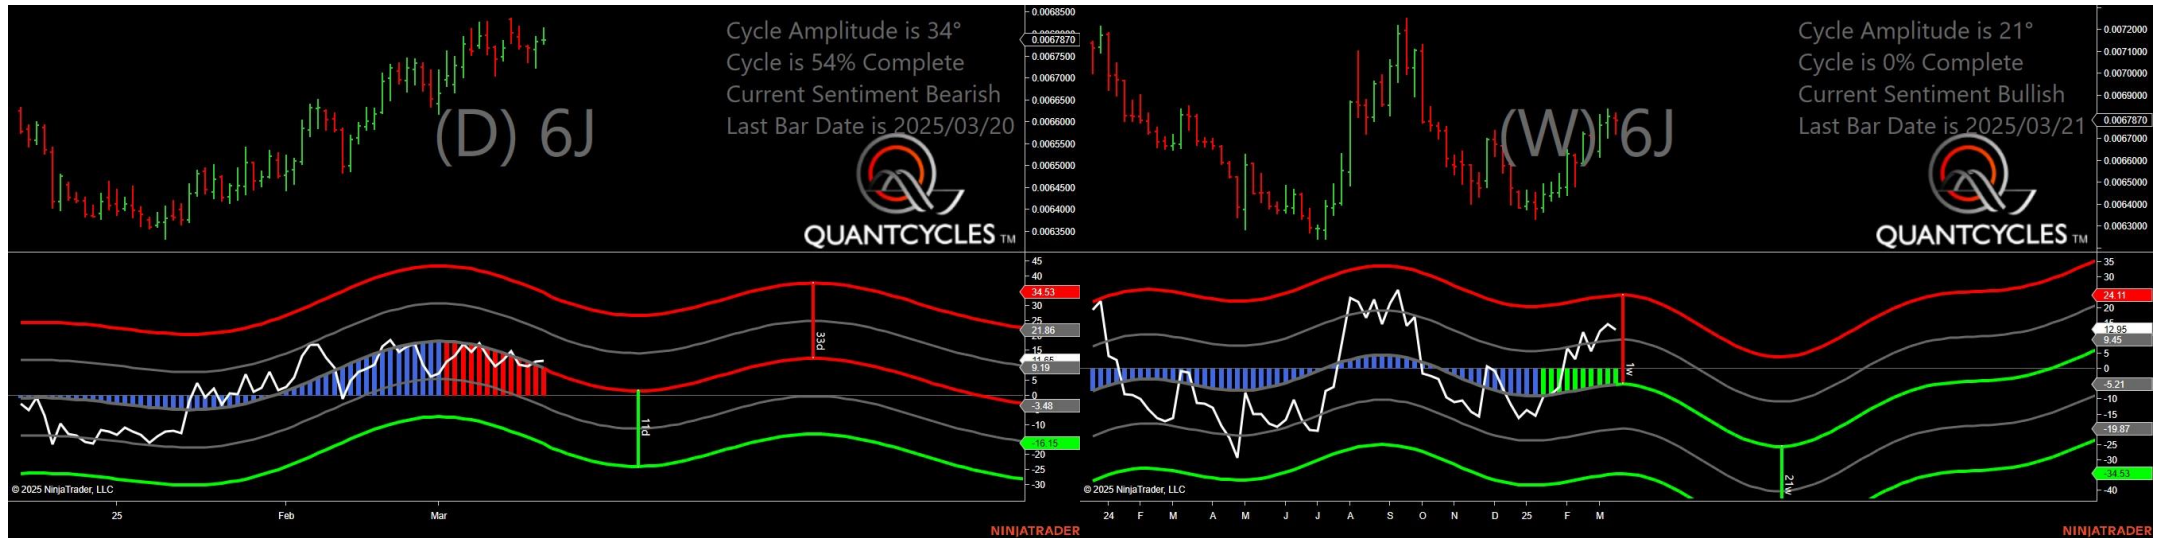 Cycle Amplitude is 34°
Cycle is 54% Complete
Current Sentiment Bearish
Last Bar Date is 2025/03/20
(D) 6J
QUANTCYCLES TM
0.0068500
0.0067870
0.0067500
0.0067000
0.0066500
0.0066000
0.0065500
0.0065000
0.0064500
0.0064000
0.0063500
45
40
34.53
30
25
21.86
15
9.19
5
0
-3.48
-10
-16.15
-20
-25
-30
33d
11d
© 2025 NinjaTrader, LLC
25 Feb Mar
NINJATRADER
Cycle Amplitude is 21°
Cycle is 0% Complete
Current Sentiment Bullish
Last Bar Date is 2025/03/21
(W) 6J
QUANTCYCLES TM
0.0072000
0.0071000
0.0070000
0.0069000
0.0067870
0.0067000
0.0066000
0.0065000
0.0064000
0.0063000
35
30
24.11
20
12.95
9.45
5
0
-5.21
-10
-15
-19.87
-25
-30
-34.53
-40
1w
21w
© 2025 NinjaTrader, LLC
24 F M A M J J A S O N D 25 F M
NINJATRADER